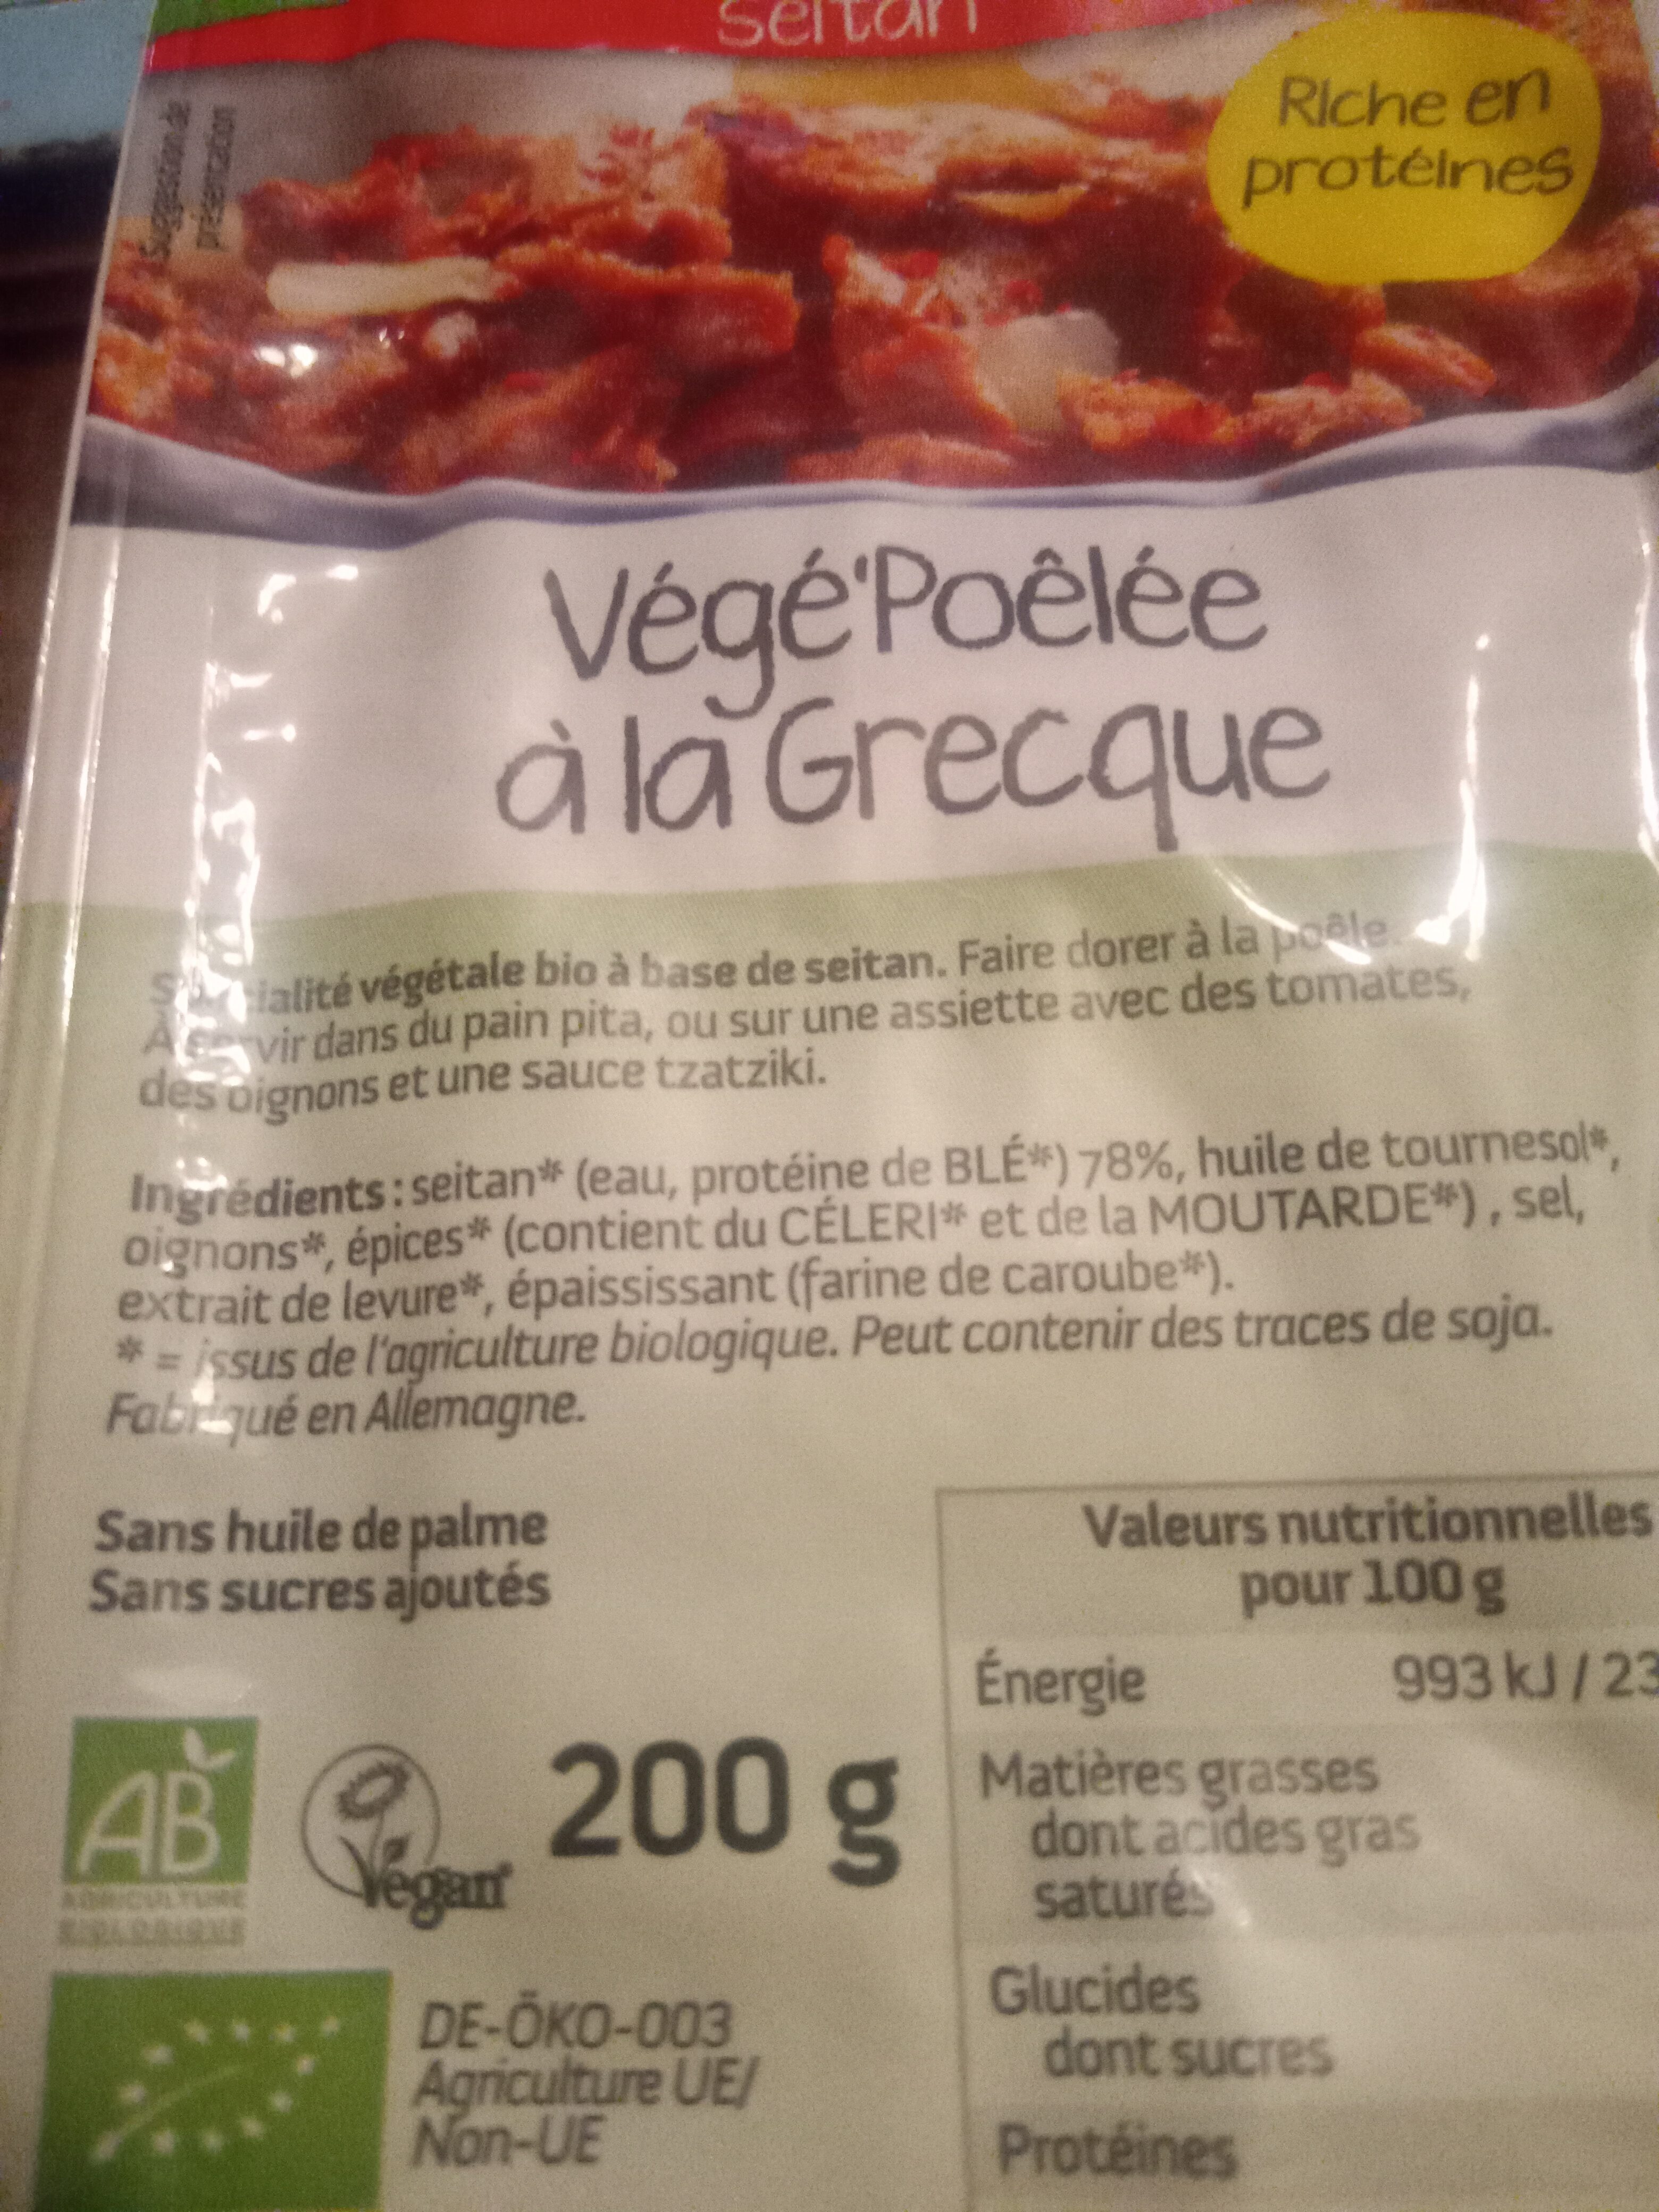 seitan
Riche en
protéines
Suggestion de
présentation
Végé'Poêlée
à la Grecque
Spécialité végétale bio à base de seitan. Faire dorer à la poêle.
À servir dans du pain pita, ou sur une assiette avec des tomates,
des oignons et une sauce tzatziki.
Ingrédients : seitan* (eau, protéine de BLÉ*) 78%, huile de tournesol*,
oignons*, épices* (contient du CÉLERI* et de la MOUTARDE*) , sel,
extrait de levure*, épaississant (farine de caroube*).
* = issus de l'agriculture biologique. Peut contenir des traces de soja.
Fabriqué en Allemagne.
Sans huile de palme
Sans sucres ajoutés
Valeurs nutritionnelles
pour 100 g
Énergie 993 kJ / 23
Matières grasses
dont acides gras
saturés
Glucides
dont sucres
Protéines
AB
AGRICULTURE
BIOLOGIQUE
Vegan
200 g
DE-ÖKO-003
Agriculture UE/
Non-UE